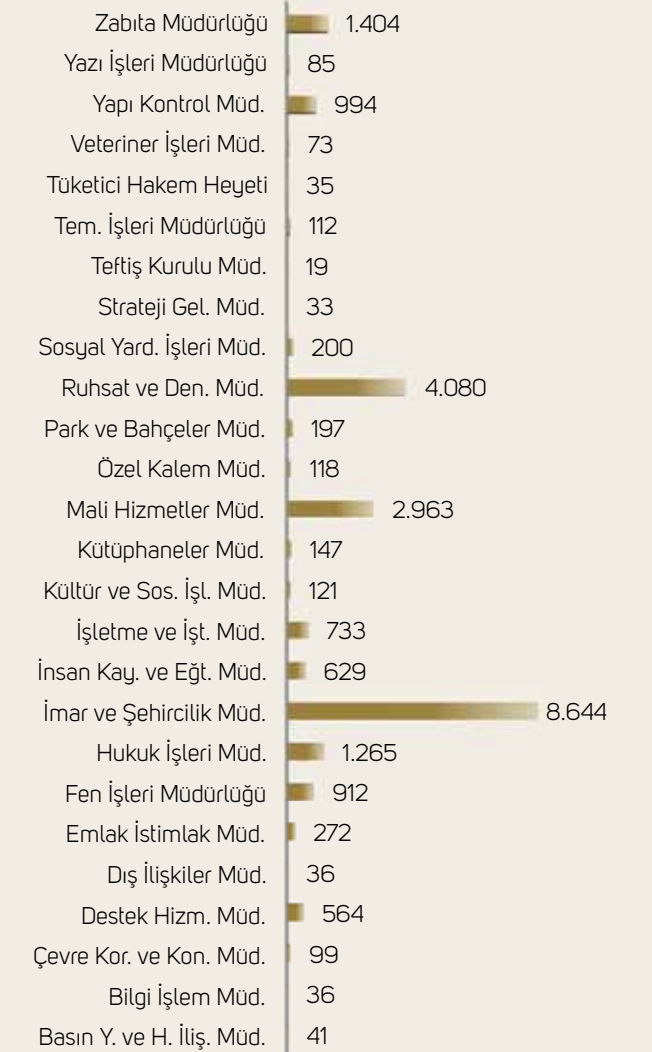 Zabıta Müdürlüğü 1.404
Yazı İşleri Müdürlüğü 85
Yapı Kontrol Müd. 994
Veteriner İşleri Müd. 73
Tüketici Hakem Heyeti 35
Tem. İşleri Müdürlüğü 112
Teftiş Kurulu Müd. 19
Strateji Gel. Müd. 33
Sosyal Yard. İşleri Müd. 200
Ruhsat ve Den. Müd. 4.080
Park ve Bahçeler Müd. 197
Özel Kalem Müd. 118
Mali Hizmetler Müd. 2.963
Kütüphaneler Müd. 147
Kültür ve Sos. İşl. Müd. 121
İşletme ve İşt. Müd. 733
İnsan Kay. ve Eğt. Müd. 629
İmar ve Şehircilik Müd. 8.644
Hukuk İşleri Müd. 1.265
Fen İşleri Müdürlüğü 912
Emlak İstimlak Müd. 272
Dış İlişkiler Müd. 36
Destek Hizm. Müd. 564
Çevre Kor. ve Kon. Müd. 99
Bilgi İşlem Müd. 36
Basın Y. ve H. İliş. Müd. 41